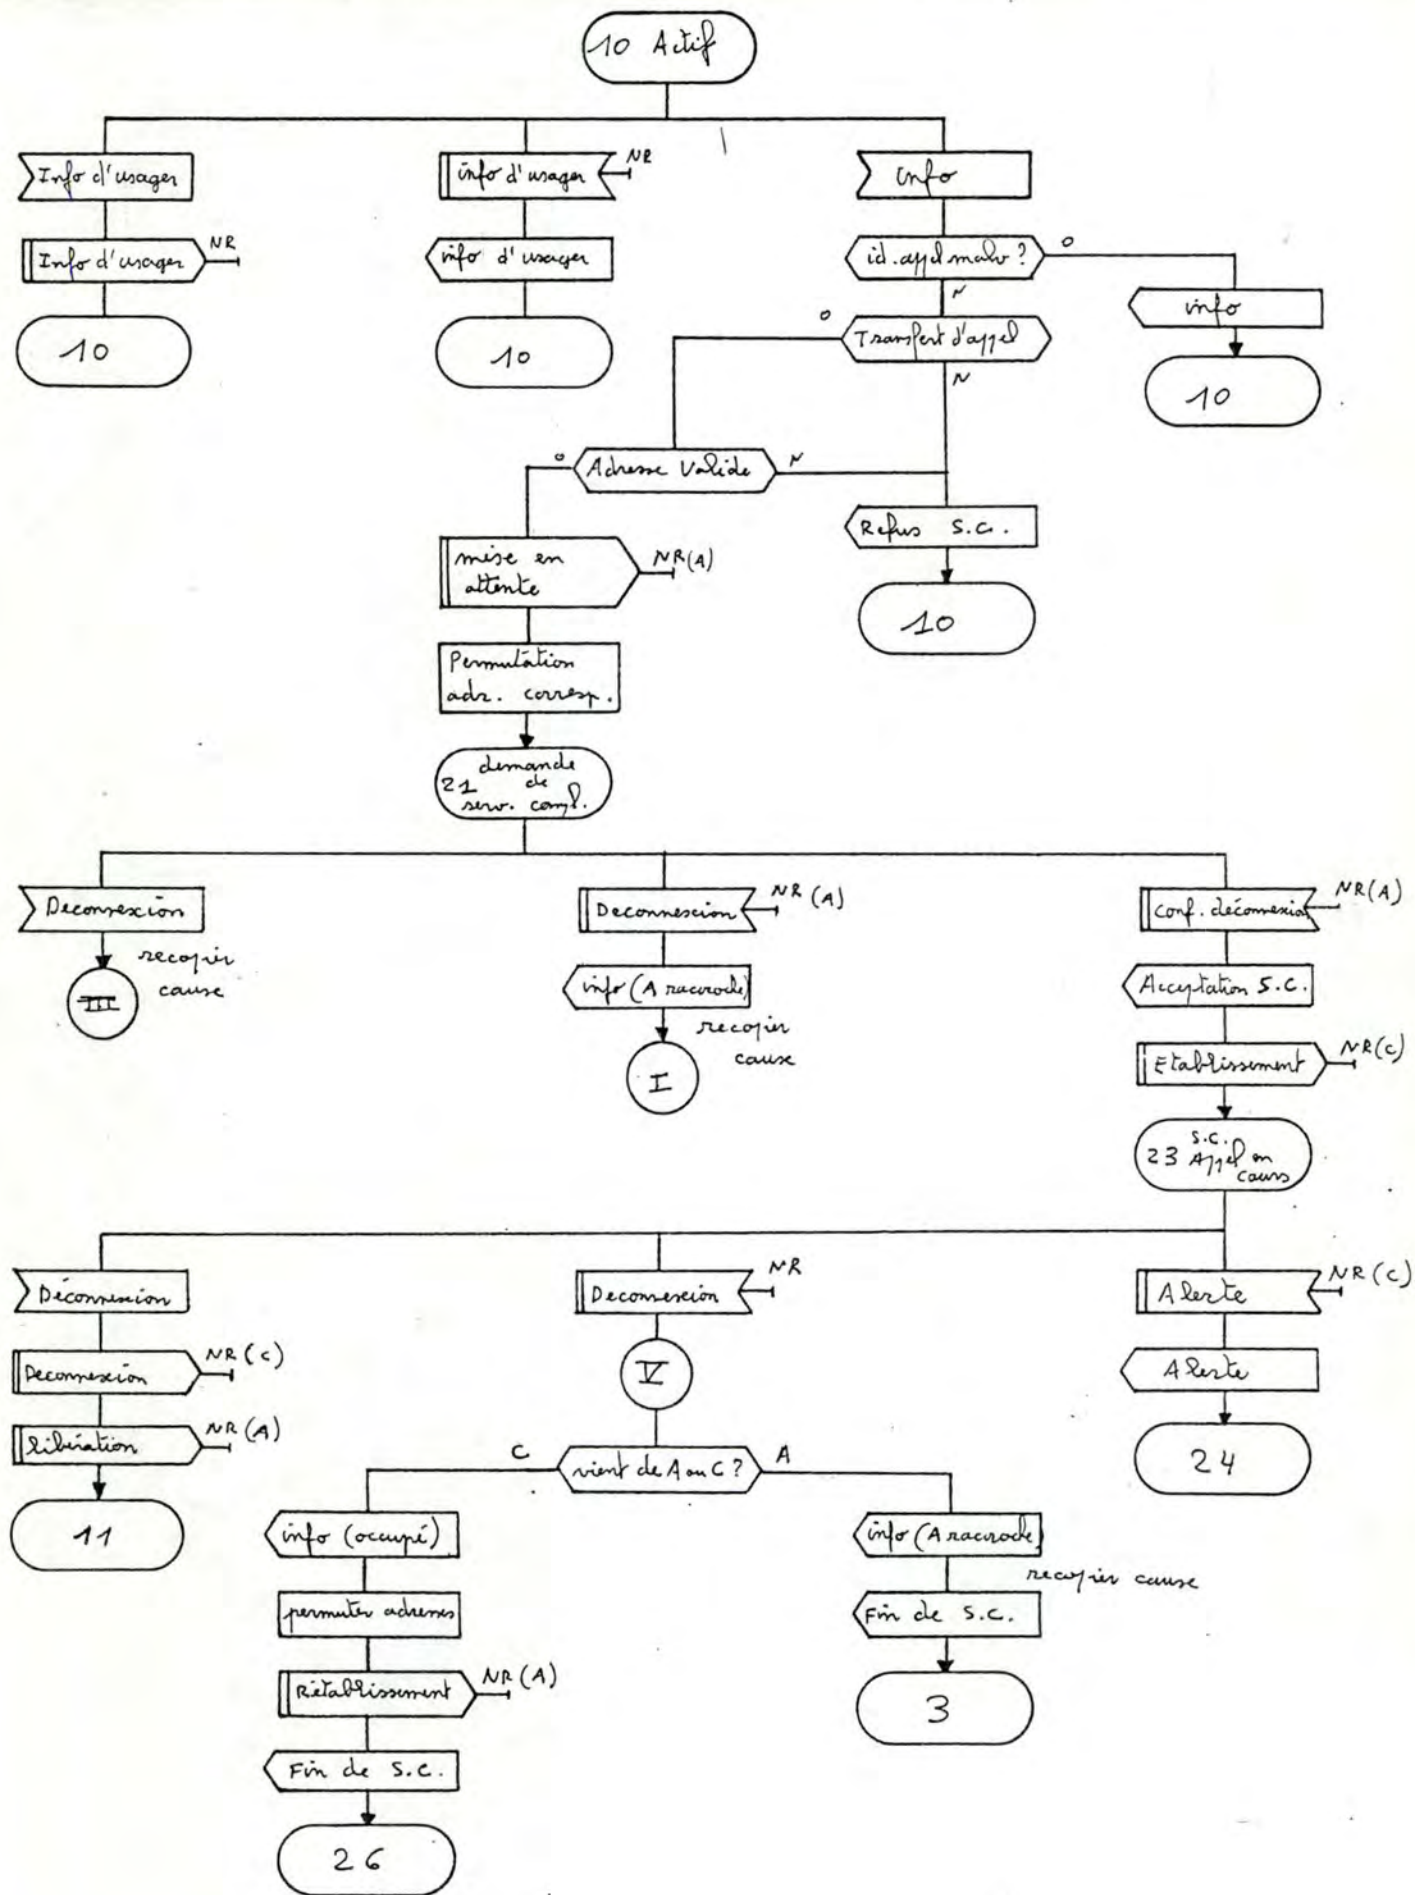 10 Actif
Info d'usager
info d'usager
NR
Info
Info d'usager
NR
info d'usager
id. appel malv ?
O
N
info
10
10
O
Transfert d'appel
N
10
O
Adresse Valide
N
Refus S.C.
mise en
attente
NR(A)
10
Permutation
adr. corresp.
demande
21 de
serv. compl.
Deconnexion
Deconnexion
NR (A)
Conf. déconnexion
NR(A)
recopier
cause
III
info (A raccroché)
Acceptation S.C.
recopier
cause
I
Etablissement
NR(C)
S.C.
23 Appel en
cours
Déconnexion
Deconnexion
NR
Alerte
NR (C)
Deconnexion
NR (C)
V
Alerte
libération
NR (A)
C
vient de A ou C ?
A
24
11
info (occupé)
info (A raccroché)
recopier cause
permuter adresses
Fin de S.C.
Rétablissement
NR (A)
3
Fin de S.C.
26